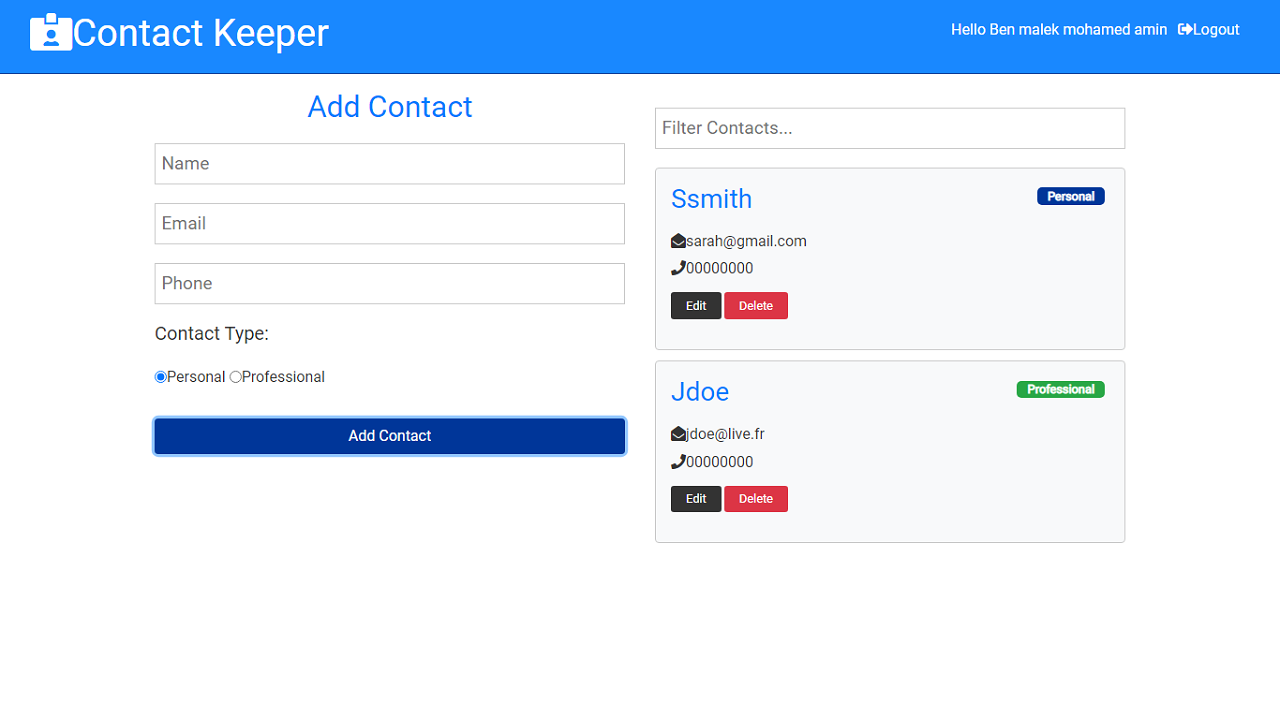 Contact Keeper
Hello Ben malek mohamed amin Logout
Add Contact
Name
Email
Phone
Contact Type:
Personal Professional
Add Contact
Filter Contacts...
Ssmith Personal
sarah@gmail.com
00000000
Edit Delete
Jdoe Professional
jdoe@live.fr
00000000
Edit Delete